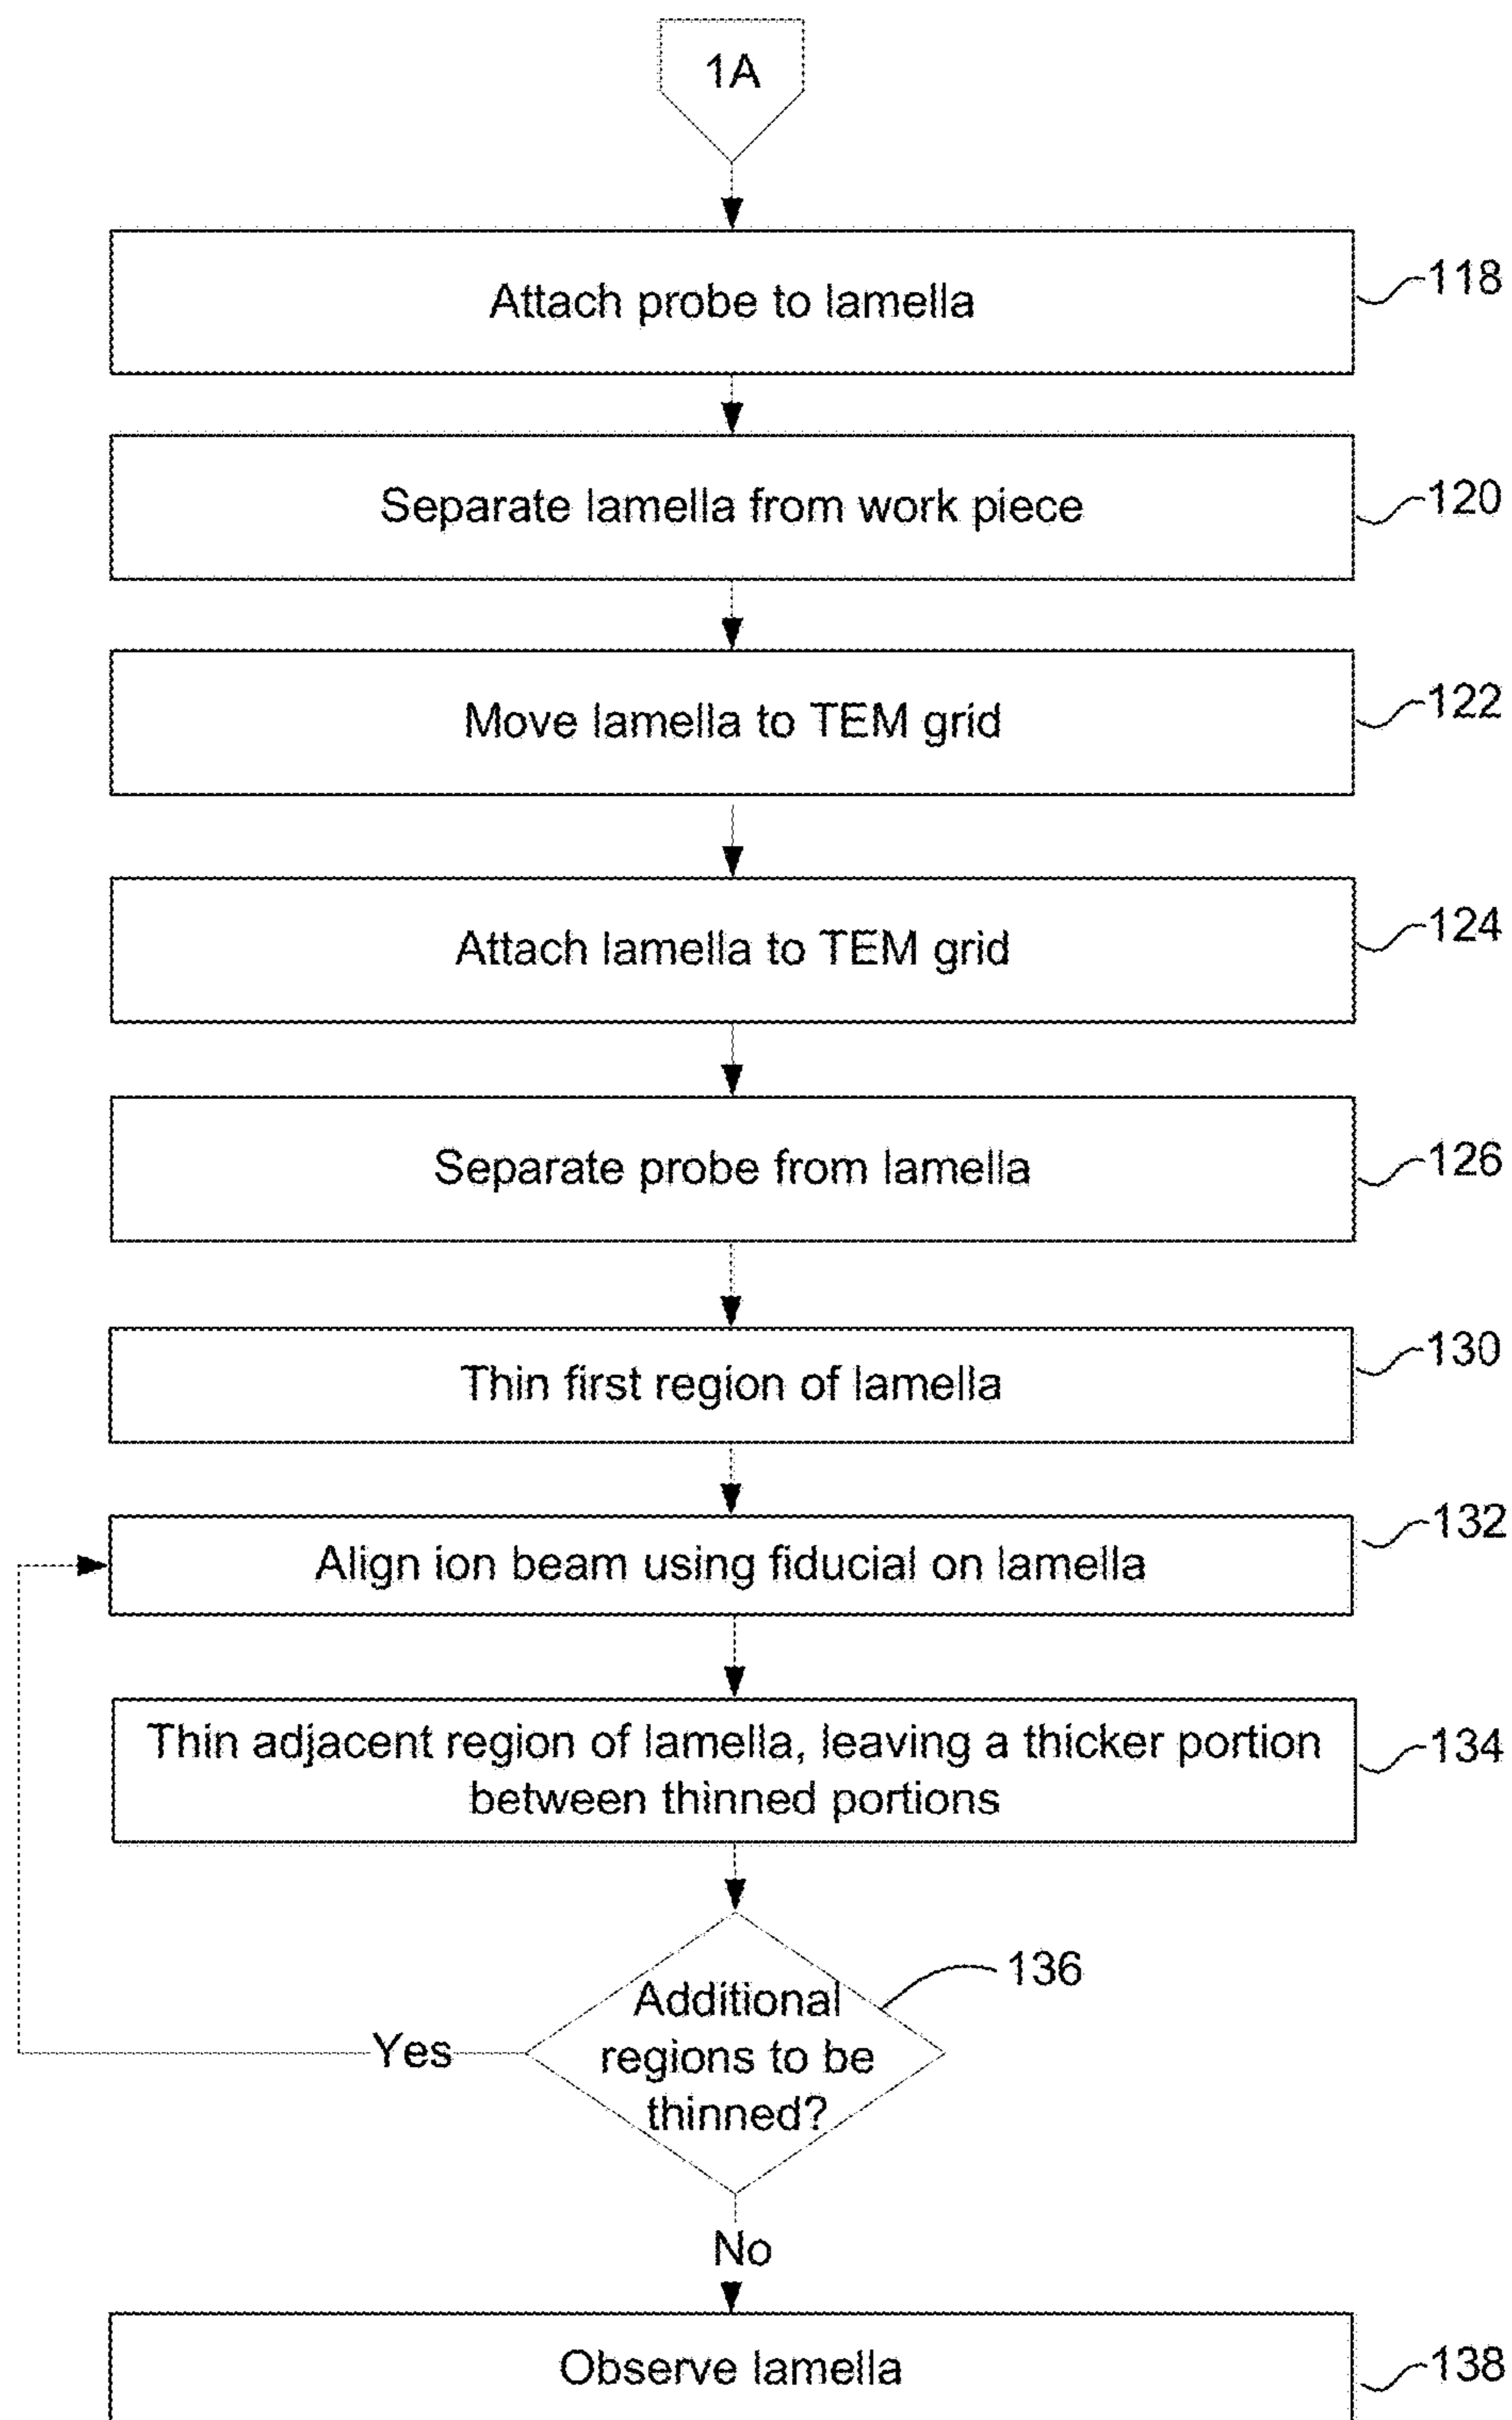 1A
Attach probe to lamella
118
Separate lamella from work piece
120
Move lamella to TEM grid
122
Attach lamella to TEM grid
124
Separate probe from lamella
126
Thin first region of lamella
130
Align ion beam using fiducial on lamella
132
Thin adjacent region of lamella, leaving a thicker portion
between thinned portions
134
Additional
regions to be
thinned?
136
Yes
No
Observe lamella
138